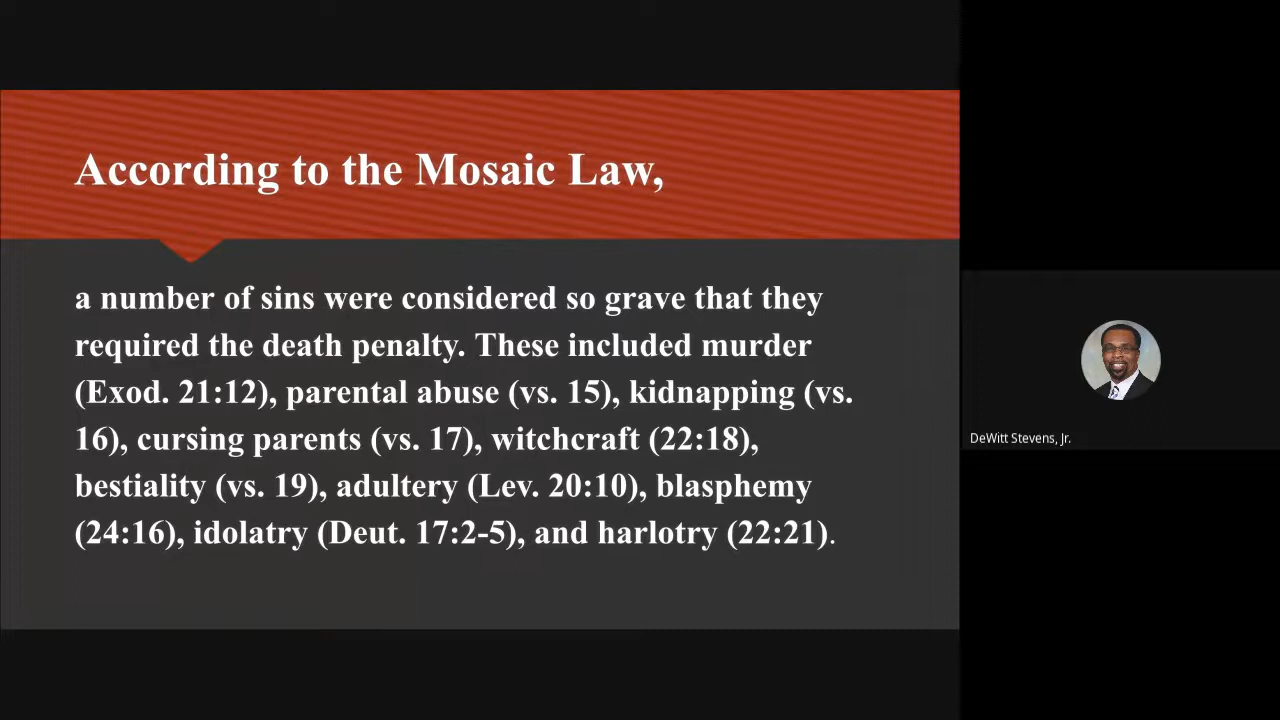 According to the Mosaic Law,
a number of sins were considered so grave that they
required the death penalty. These included murder
(Exod. 21:12), parental abuse (vs. 15), kidnapping (vs.
16), cursing parents (vs. 17), witchcraft (22:18),
bestiality (vs. 19), adultery (Lev. 20:10), blasphemy
(24:16), idolatry (Deut. 17:2-5), and harlotry (22:21).
DeWitt Stevens, Jr.